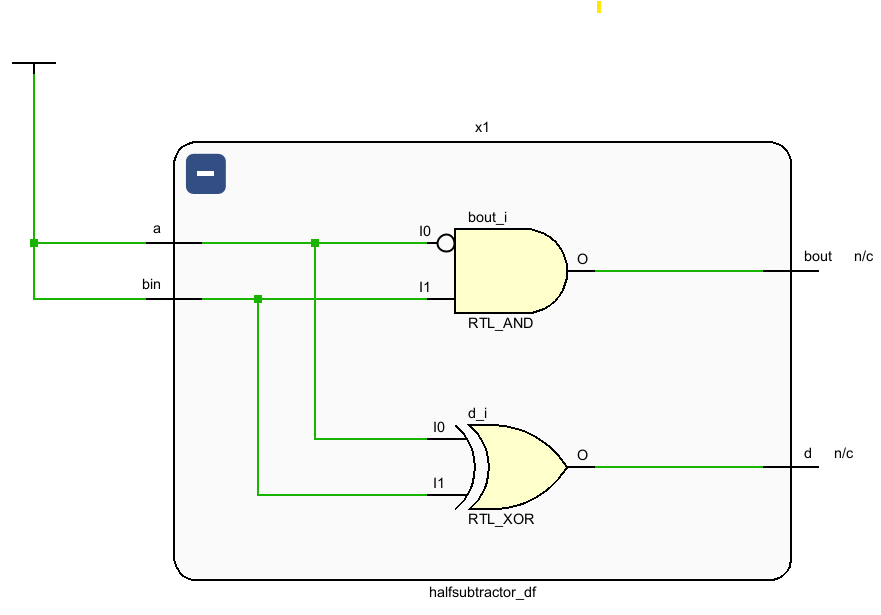 x1
a
bin
I0
bout_i
I1
O
RTL_AND
bout
n/c
I0
d_i
I1
O
RTL_XOR
d
n/c
halfsubtractor_df